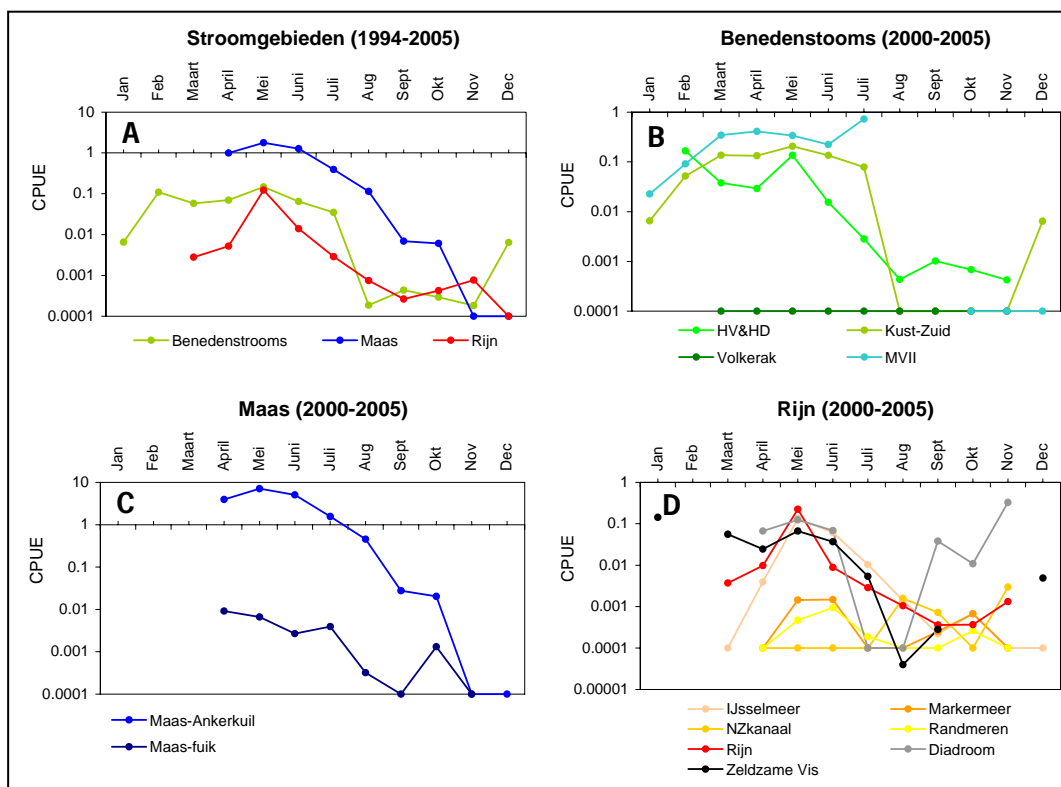 Stroomgebieden (1994-2005)
Jan Feb Maart April Mei Juni Juli Aug Sept Okt Nov Dec
A
CPUE
10
1
0.1
0.01
0.001
0.0001
Benedenstrooms Maas Rijn
Benedenstooms (2000-2005)
Jan Feb Maart April Mei Juni Juli Aug Sept Okt Nov Dec
B
CPUE
1
0.1
0.01
0.001
0.0001
HV&HD Kust-Zuid
Volkerak MVII
Maas (2000-2005)
Jan Feb Maart April Mei Juni Juli Aug Sept Okt Nov Dec
C
CPUE
10
1
0.1
0.01
0.001
0.0001
Maas-Ankerkuil
Maas-fuik
Rijn (2000-2005)
Jan Feb Maart April Mei Juni Juli Aug Sept Okt Nov Dec
D
CPUE
1
0.1
0.01
0.001
0.0001
0.00001
IJsselmeer Markermeer
NZkanaal Randmeren
Rijn Diadroom
Zeldzame Vis